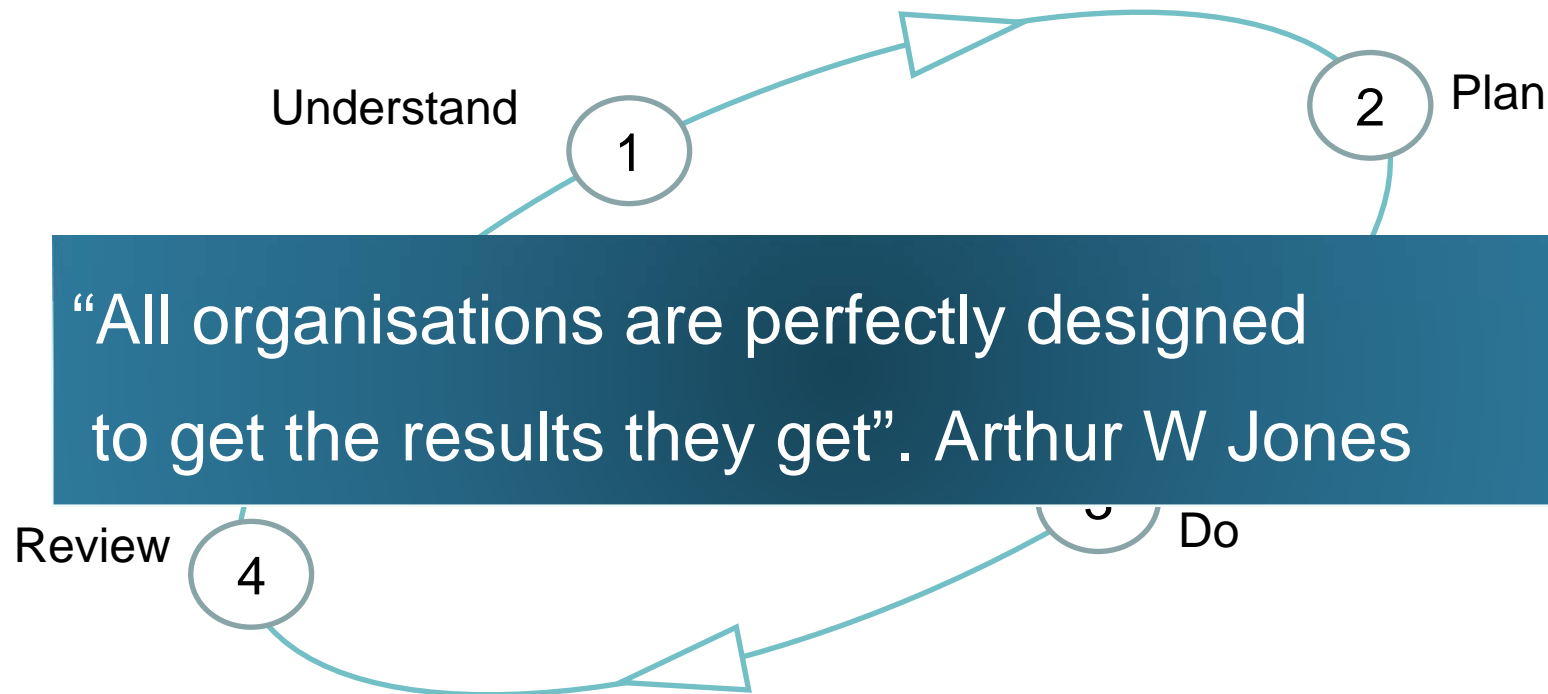 Understand
1
2
Plan
“All organisations are perfectly designed
to get the results they get”. Arthur W Jones
Do
Review
4